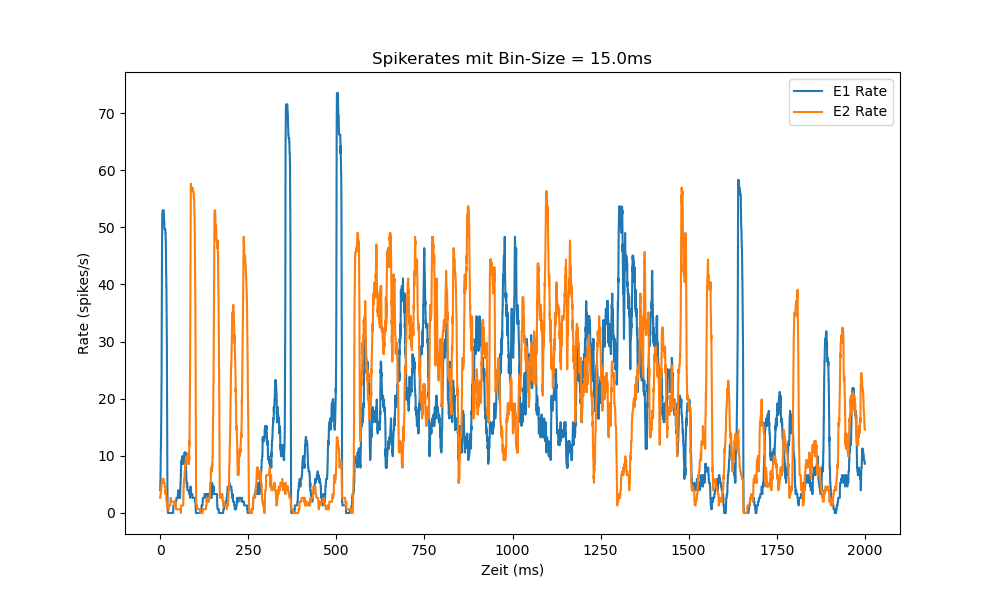 Spikerates mit Bin-Size = 15.0ms
E1 Rate
E2 Rate
Rate (spikes/s)
70
60
50
40
30
20
10
0
0 250 500 750 1000 1250 1500 1750 2000
Zeit (ms)